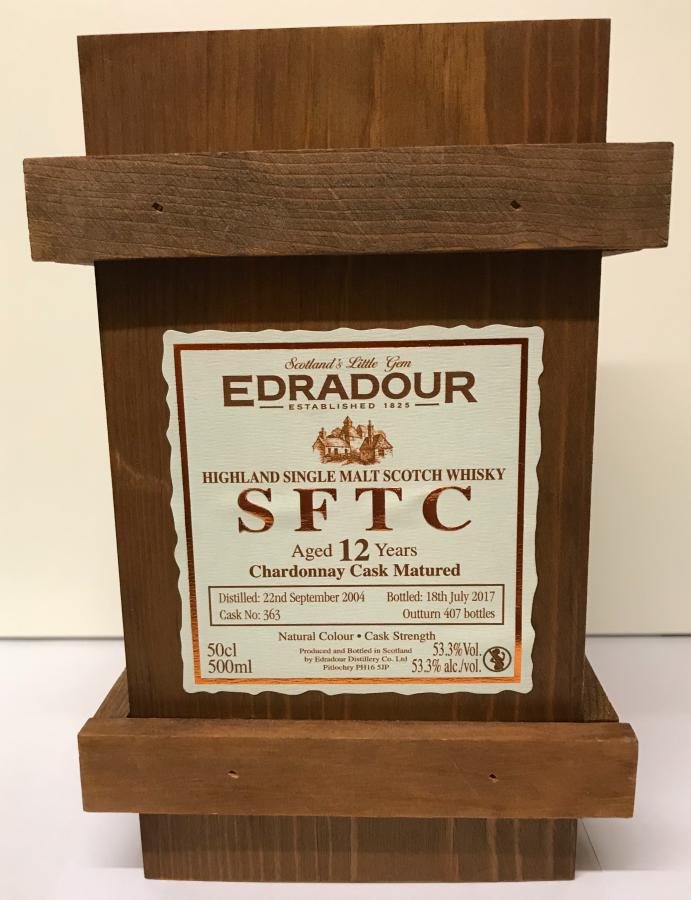 Scotland's Little Gem
EDRADOUR
ESTABLISHED 1825
HIGHLAND SINGLE MALT SCOTCH WHISKY
SFTC
Aged 12 Years
Chardonnay Cask Matured
Distilled: 22nd September 2004 Bottled: 18th July 2017
Cask No: 363 Outturn 407 bottles
Natural Colour • Cask Strength
50cl
500ml
Produced and Bottled in Scotland
by Edradour Distillery Co. Ltd
Pitlochry PH16 5JP
53.3%Vol.
53.3% alc./vol.